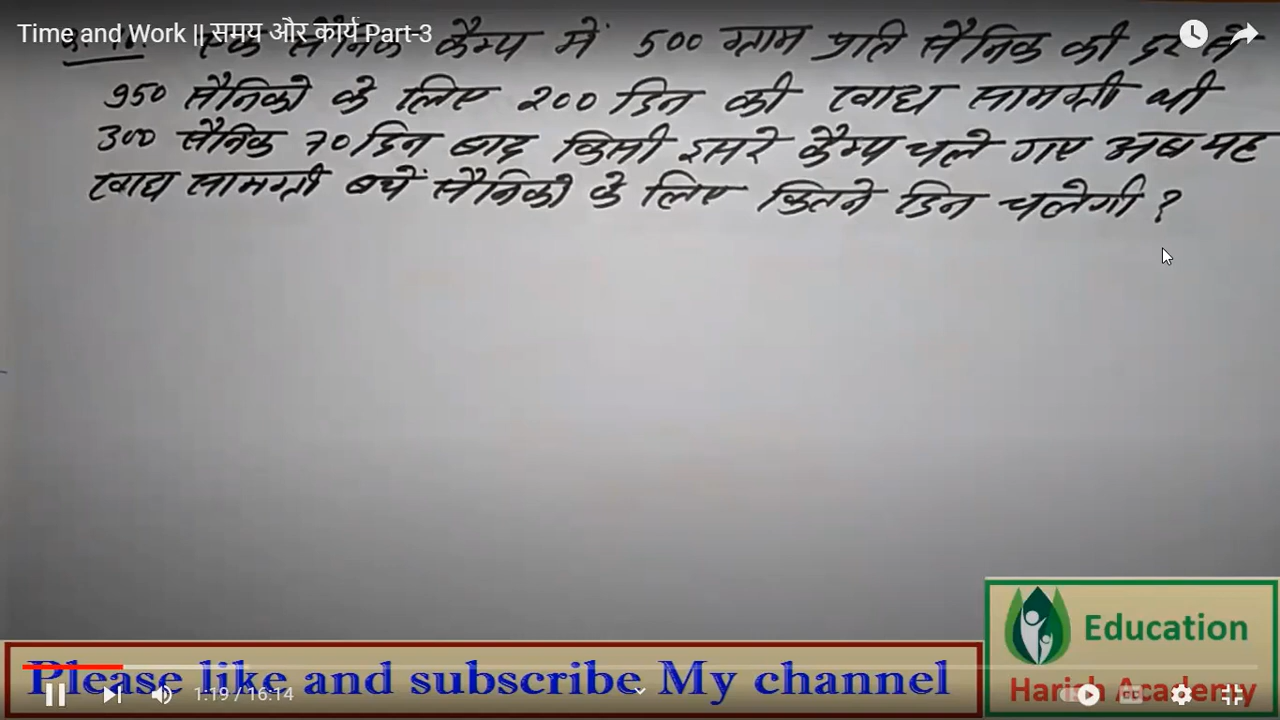 Time and Work || समय और कार्य Part-3
एक सैनिक कैम्प में 500 ग्राम प्रति सैनिक की दर से
950 सैनिको के लिए 200 दिन की खाद्य सामग्री थी
300 सैनिक 70 दिन बाद किसी दुसरे कैम्प चले गए अब यह
खाद्य सामग्री बचें सैनिको के लिए कितने दिन चलेगी ?
Education
Please like and subscribe My channel
Harish Academy
1:19 / 16:14